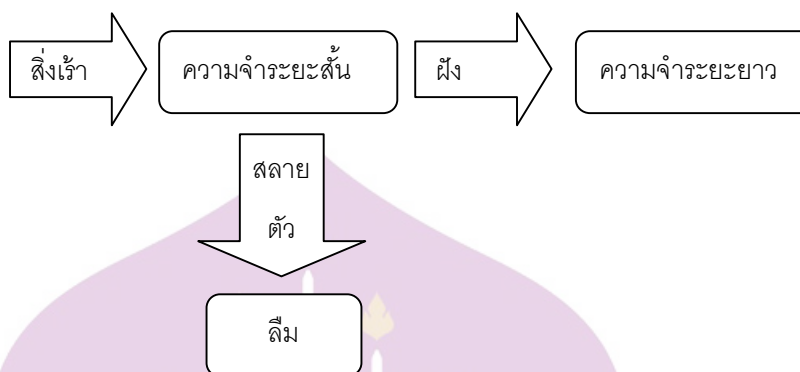 สิ่งเร้า
ความจำระยะสั้น
ฝัง
ความจำระยะยาว
สลาย
ตัว
ลืม